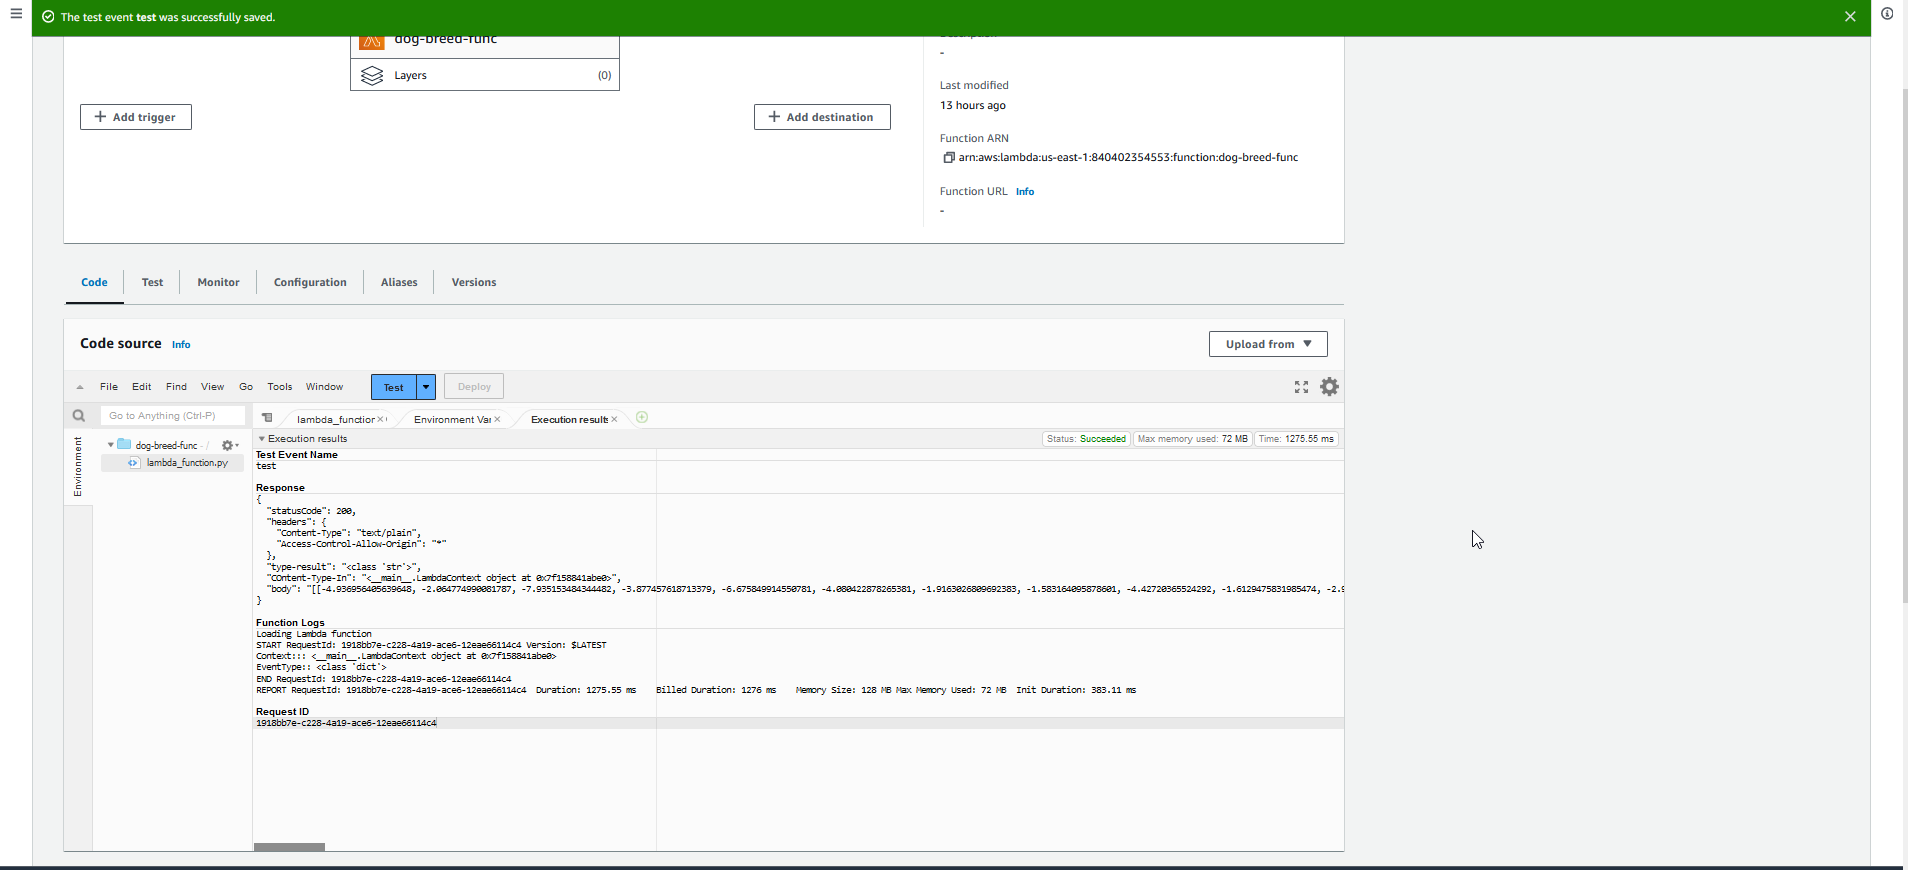 The test event test was successfully saved.
dog-breed-func
Layers (0)
Add trigger
Add destination
Description
-
Last modified
13 hours ago
Function ARN
arn:aws:lambda:us-east-1:840402354553:function:dog-breed-func
Function URL Info
-
Code Test Monitor Configuration Aliases Versions
Code source Info
Upload from
File Edit Find View Go Tools Window Test Deploy
Go to Anything (Ctrl-P)
lambda_function Environment Var Execution results
Environment
dog-breed-func - /
lambda_function.py
Execution results Status: Succeeded Max memory used: 72 MB Time: 1275.55 ms
Test Event Name
test
Response
{
"statusCode": 200,
"headers": {
"Content-Type": "text/plain",
"Access-Control-Allow-Origin": "*"
},
"type-result": "<class 'str'>",
"COntent-Type-In": "<__main__.LambdaContext object at 0x7f158841abe0>",
"body": "[[-4.936956405639648, -2.064774990081787, -7.935153484344482, -3.877457618713379, -6.675849914550781, -4.080422878265381, -1.9163026809692383, -1.583164095878601, -4.42720365524292, -1.6129475831985474, -2.9
}
Function Logs
Loading Lambda function
START RequestId: 1918bb7e-c228-4a19-ace6-12eae66114c4 Version: $LATEST
Context::: <__main__.LambdaContext object at 0x7f158841abe0>
EventType:: <class 'dict'>
END RequestId: 1918bb7e-c228-4a19-ace6-12eae66114c4
REPORT RequestId: 1918bb7e-c228-4a19-ace6-12eae66114c4 Duration: 1275.55 ms Billed Duration: 1276 ms Memory Size: 128 MB Max Memory Used: 72 MB Init Duration: 383.11 ms
Request ID
1918bb7e-c228-4a19-ace6-12eae66114c4